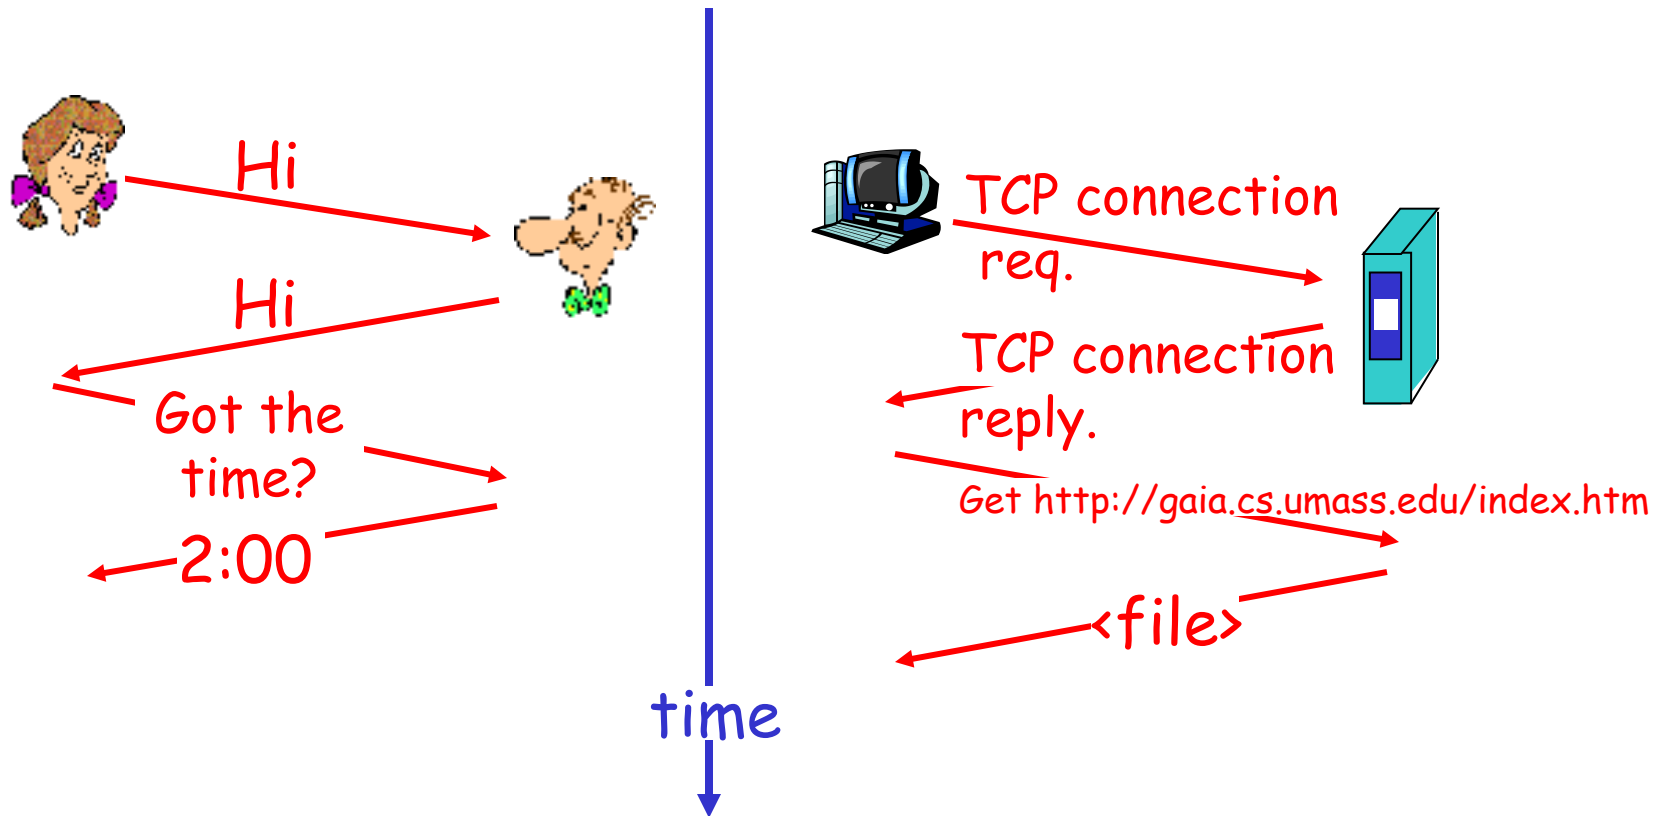 Hi
Hi
Got the
time?
2:00
TCP connection
req.
TCP connection
reply.
Get http://gaia.cs.umass.edu/index.htm
<file>
time